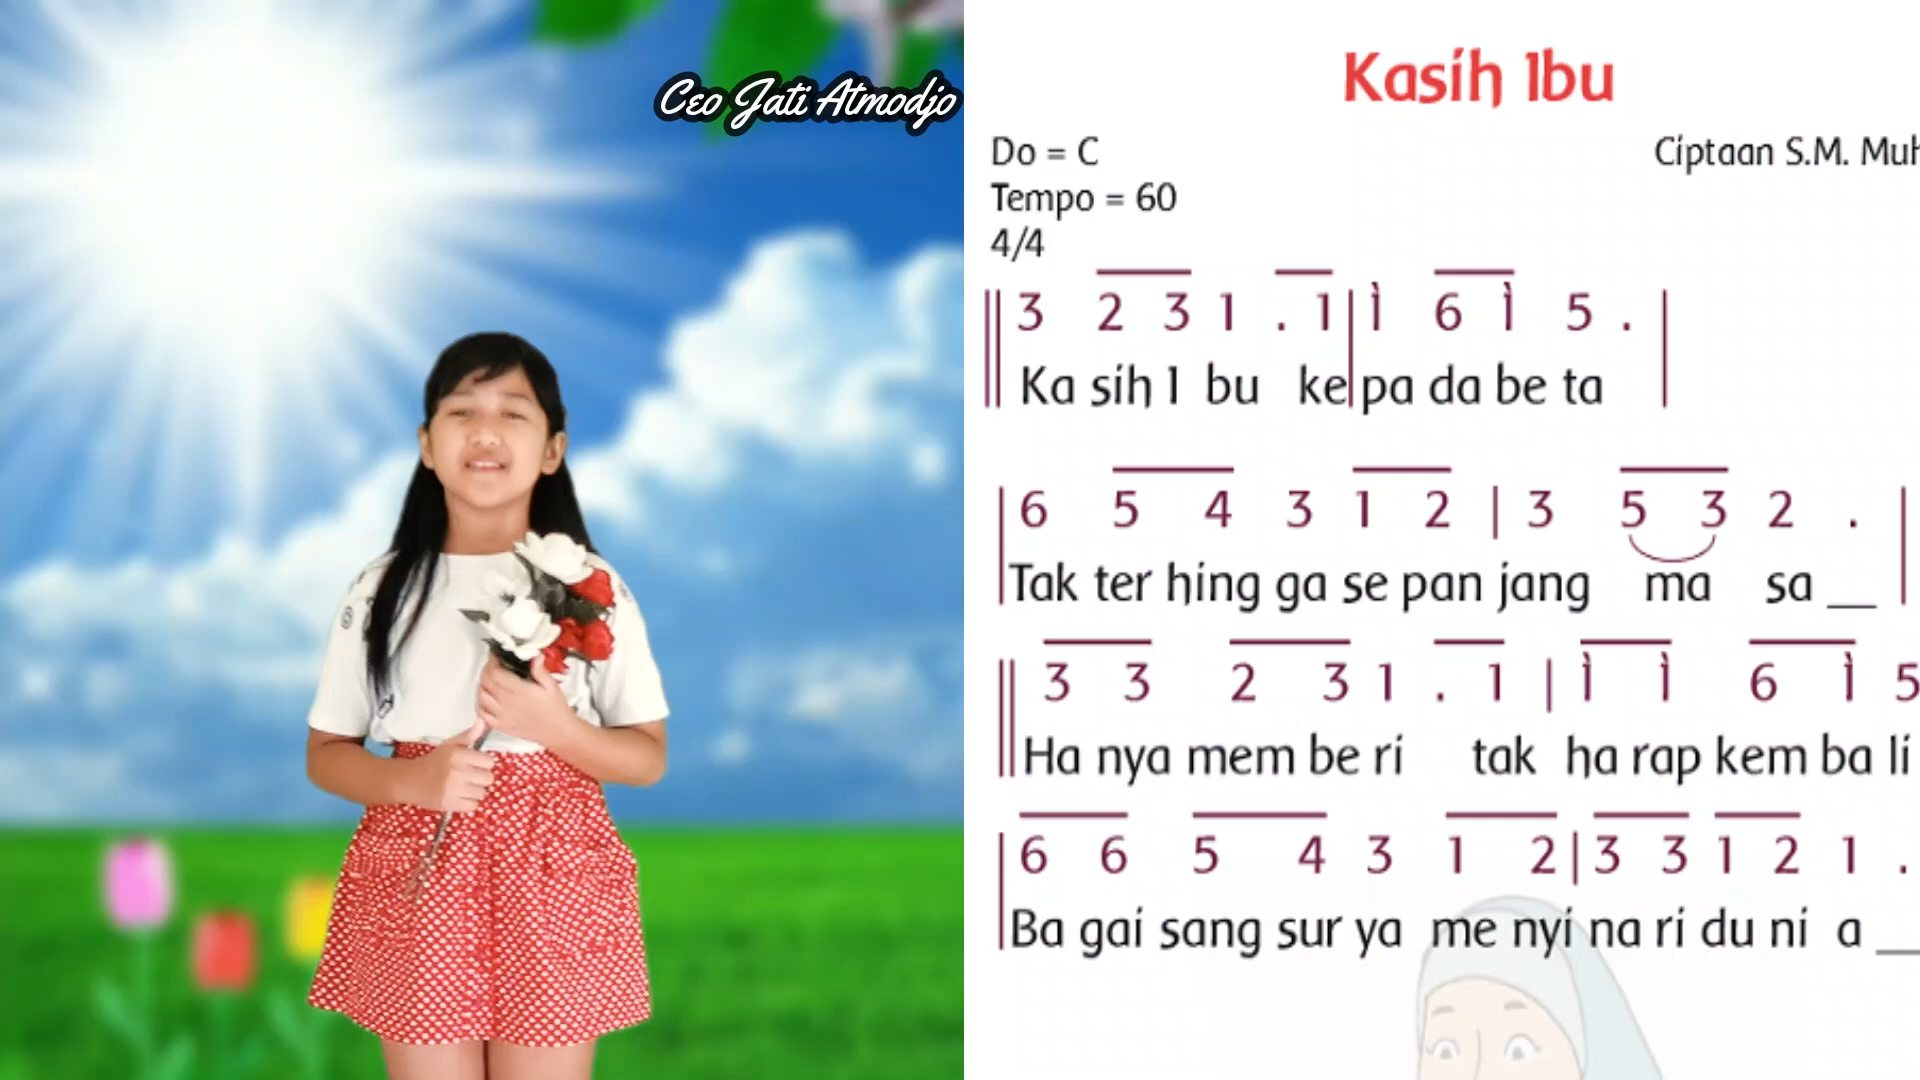 Ceo Jati Atmodjo
Kasih Ibu
Do = C
Ciptaan S.M. Muh
Tempo = 60
4/4
3 2 3 1 . 1 | 1̇ 6 1̇ 5 . |
Ka sih I bu ke pa da be ta
| 6 5 4 3 1 2 | 3 5 3 2 . |
Tak ter hing ga se pan jang ma sa __
3 3 2 3 1 . 1 | 1̇ 1̇ 6 1̇ 5
Ha nya mem be ri tak ha rap kem ba li
| 6 6 5 4 3 1 2 | 3 3 1 2 1 .
Ba gai sang sur ya me nyi na ri du ni a __